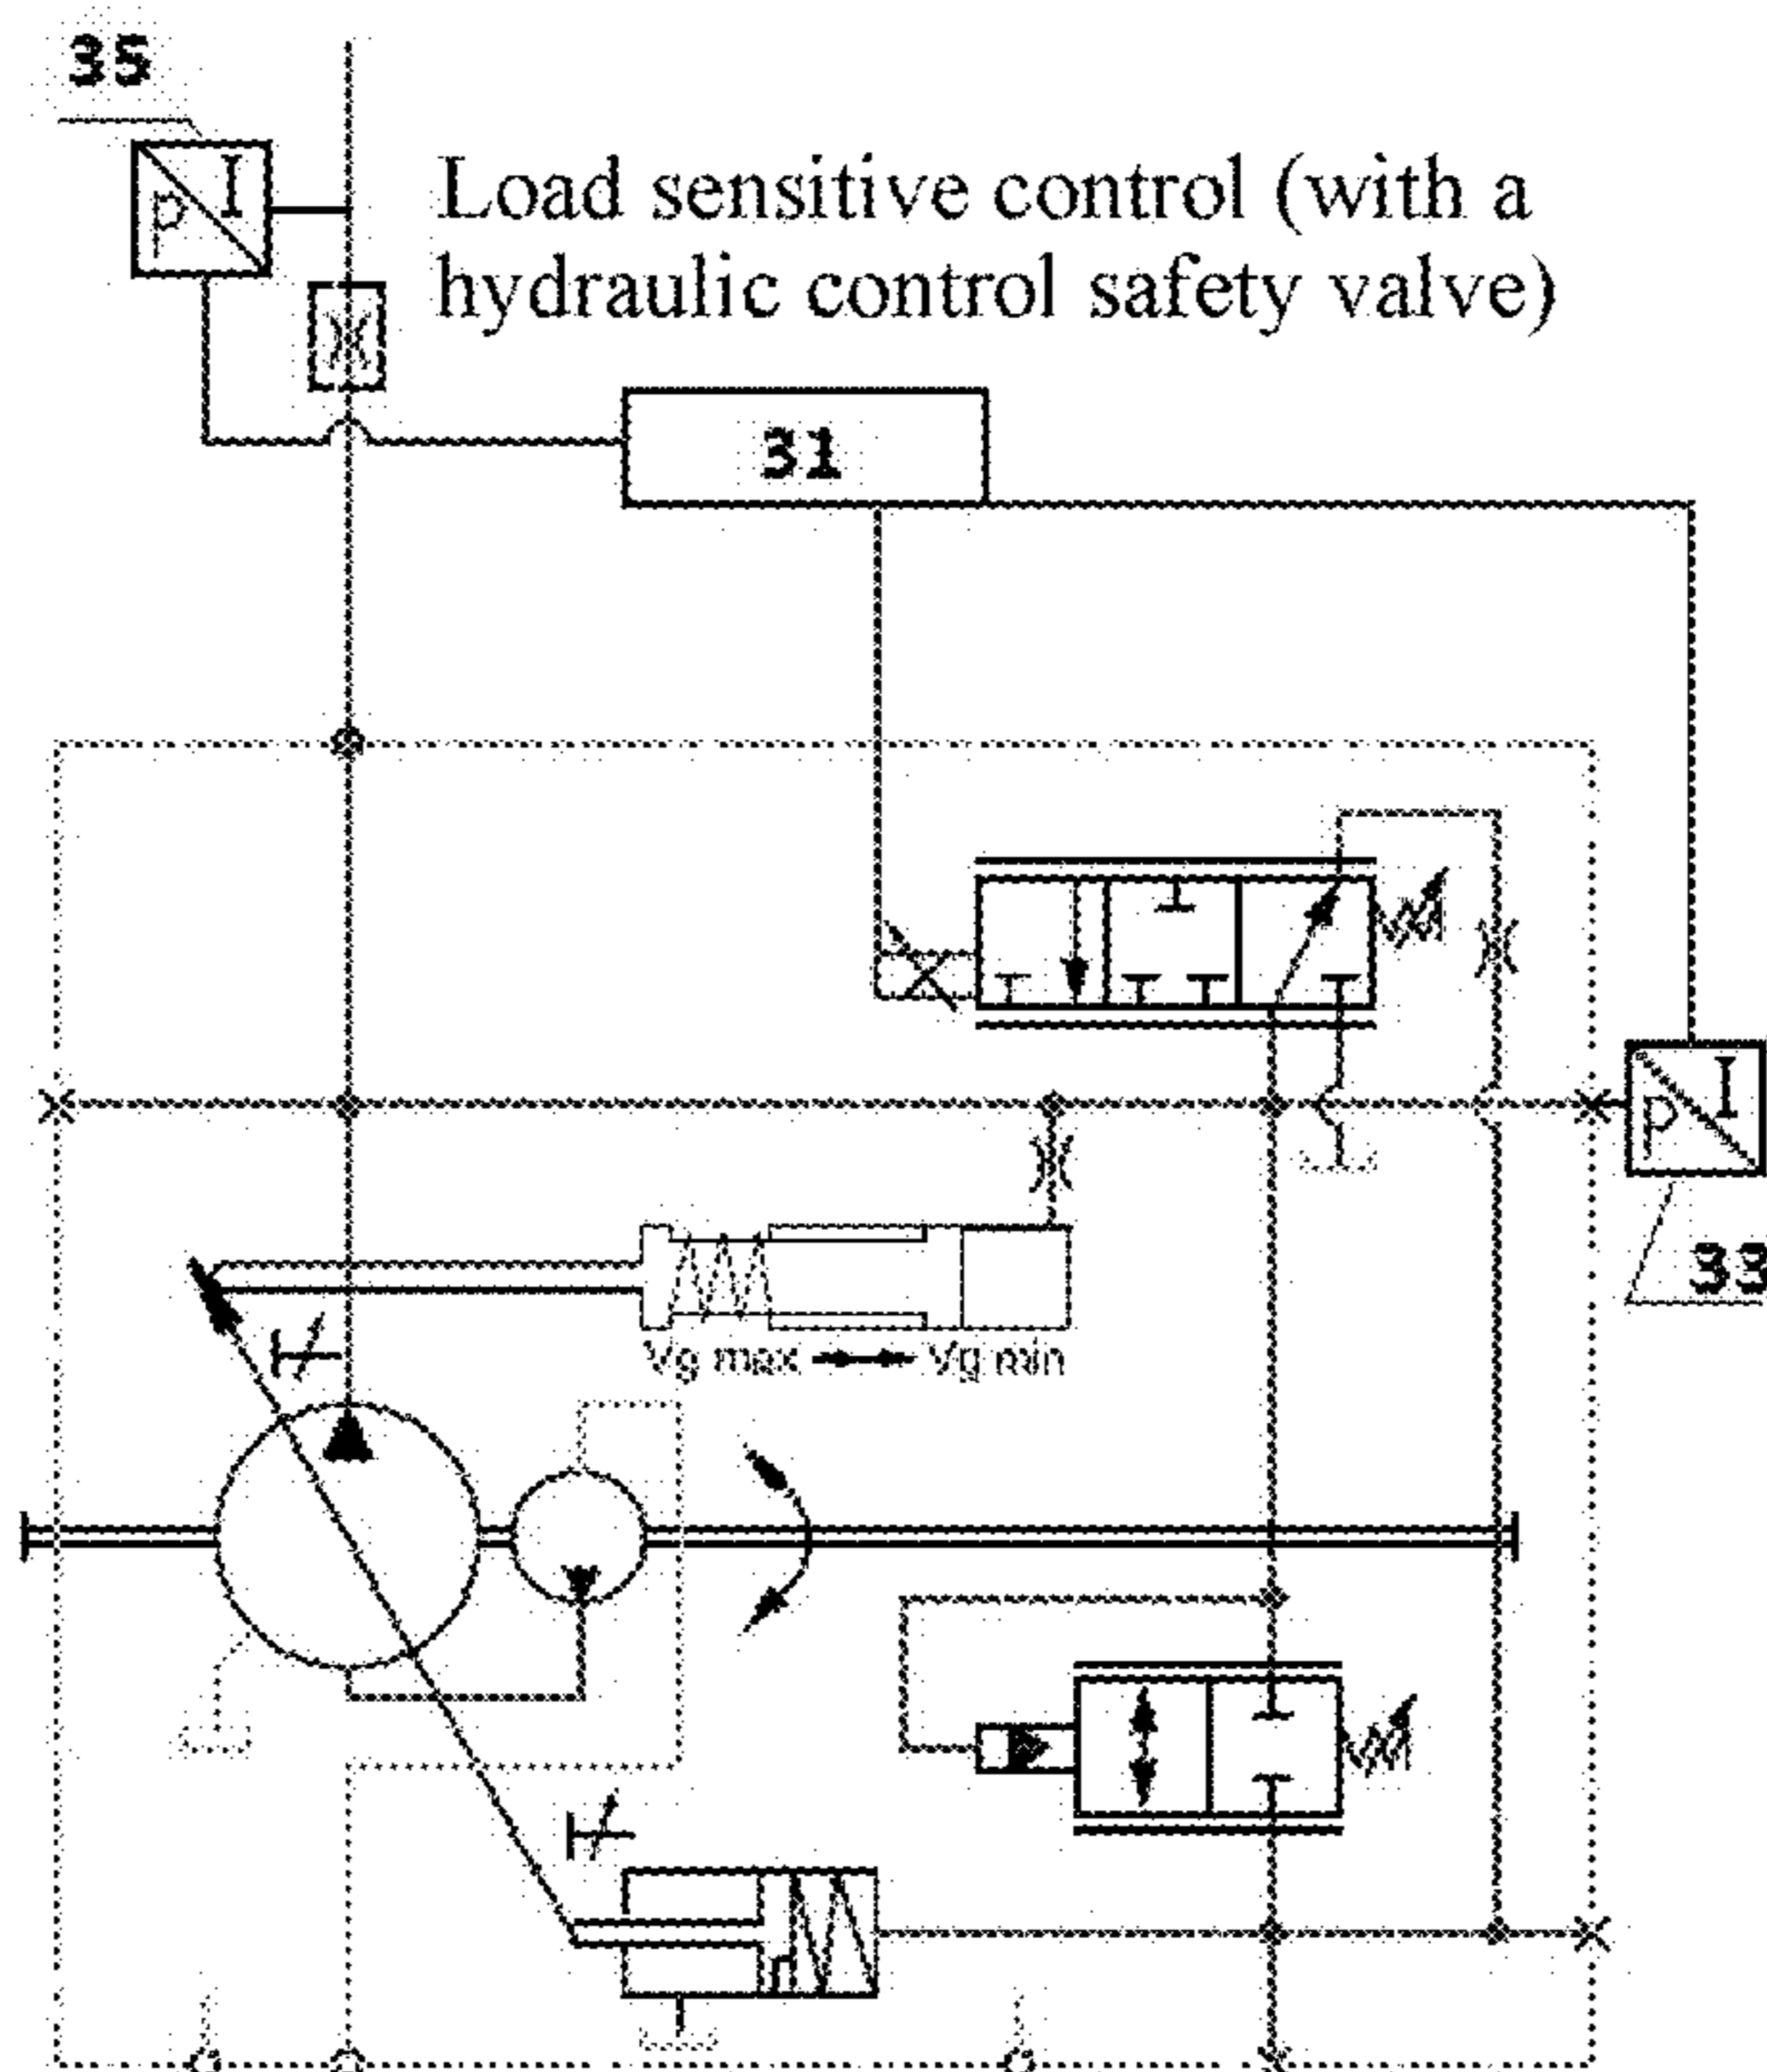 35
I
p
Load sensitive control (with a
hydraulic control safety valve)
31
I
p
33
Vg max
Vg min